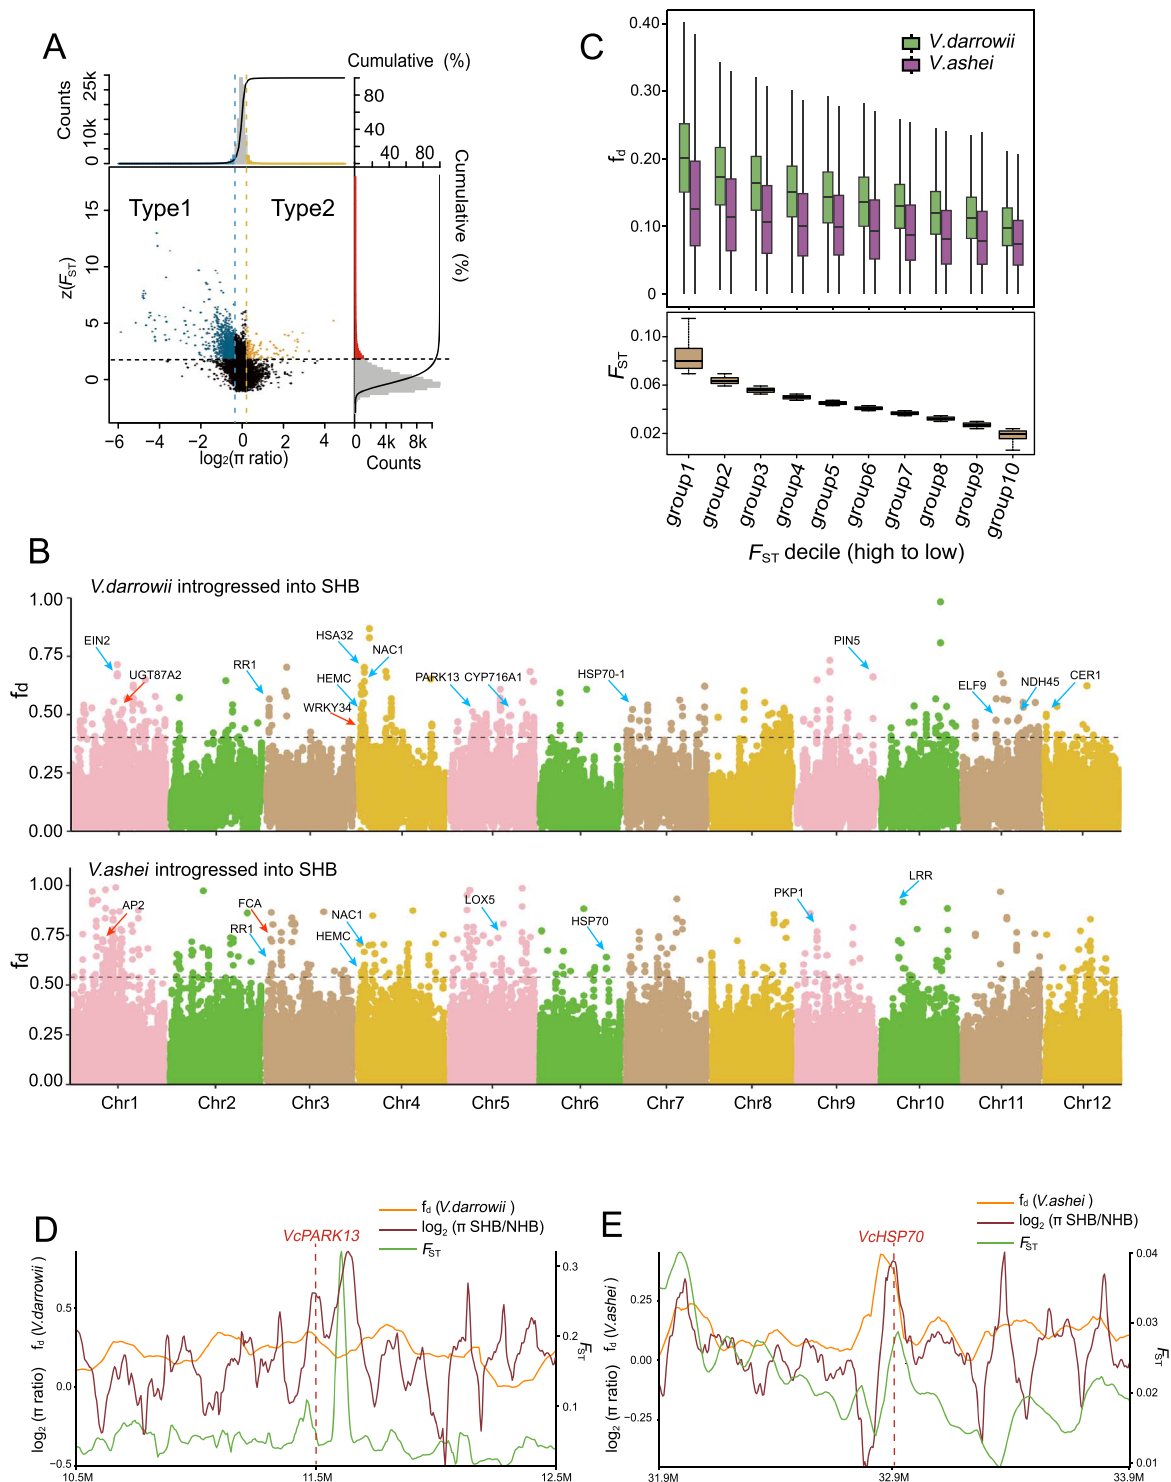 A
Cumulative (%)
Counts
25k
10k
0
80
40
0
40
80
Cumulative (%)
Type1
Type2
z(FST)
15
10
5
0
−6
−4
−2
0
2
4
log2(π ratio)
0
4k
8k
Counts
C
V.darrowii
V.ashei
fd
0.40
0.20
0.10
0
FST
0.10
0.06
0.02
group1
group2
group3
group4
group5
group6
group7
group8
group9
group10
FST decile (high to low)
B
V.darrowii introgressed into SHB
fd
1.00
0.75
0.50
0.25
0.00
EIN2
UGT87A2
RR1
HSA32
NAC1
HEMC
WRKY34
PARK13
CYP716A1
HSP70-1
PIN5
ELF9
NDH45
CER1
V.ashei introgressed into SHB
fd
1.00
0.75
0.50
0.25
0.00
AP2
FCA
RR1
NAC1
HEMC
LOX5
HSP70
PKP1
LRR
Chr1
Chr2
Chr3
Chr4
Chr5
Chr6
Chr7
Chr8
Chr9
Chr10
Chr11
Chr12
D
fd (V.darrowii )
log2 (π SHB/NHB)
FST
VcPARK13
log2 (π ratio) fd (V.darrowii )
0.5
0.0
−0.5
0.3
0.2
0.1
FST
10.5M
11.5M
12.5M
E
fd (V.ashei )
log2 (π SHB/NHB)
FST
VcHSP70
log2 (π ratio) fd (V.ashei )
0.25
0.00
−0.25
0.04
0.03
0.02
0.01
FST
31.9M
32.9M
33.9M